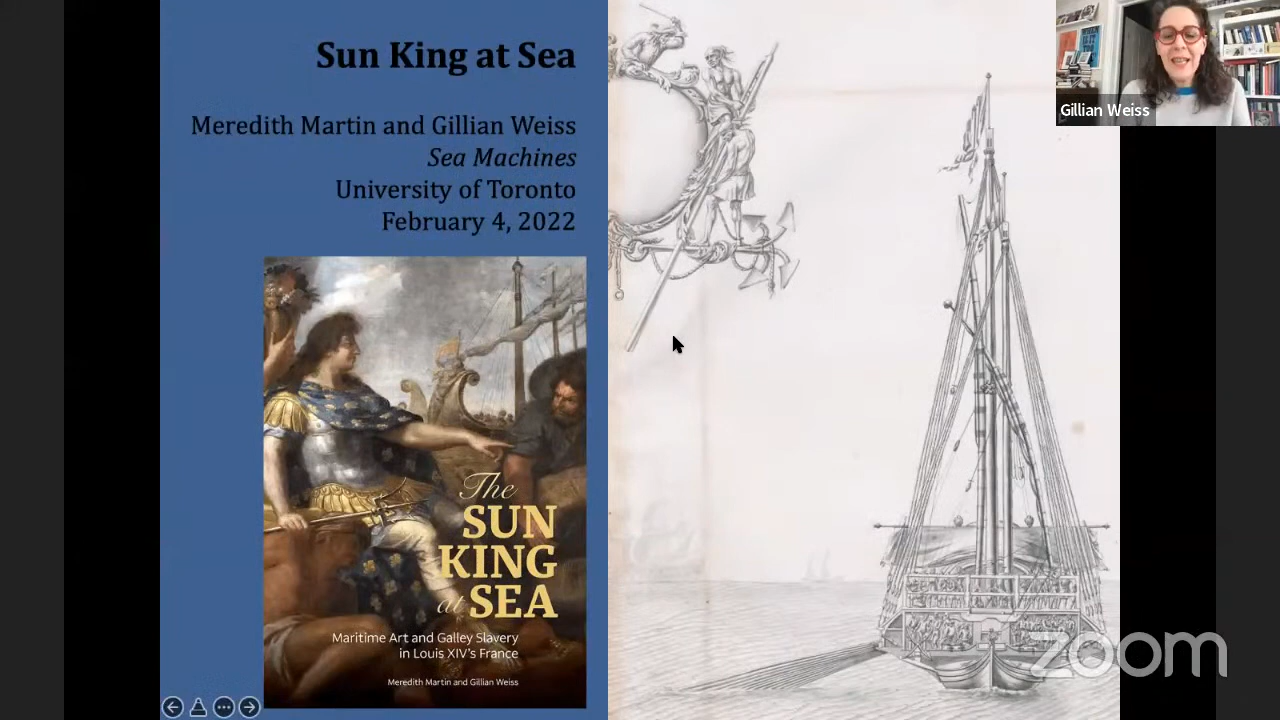 Sun King at Sea
Meredith Martin and Gillian Weiss
Sea Machines
University of Toronto
February 4, 2022
The
SUN
KING
at SEA
Maritime Art and Galley Slavery
in Louis XIV's France
Meredith Martin and Gillian Weiss
Gillian Weiss
zoom